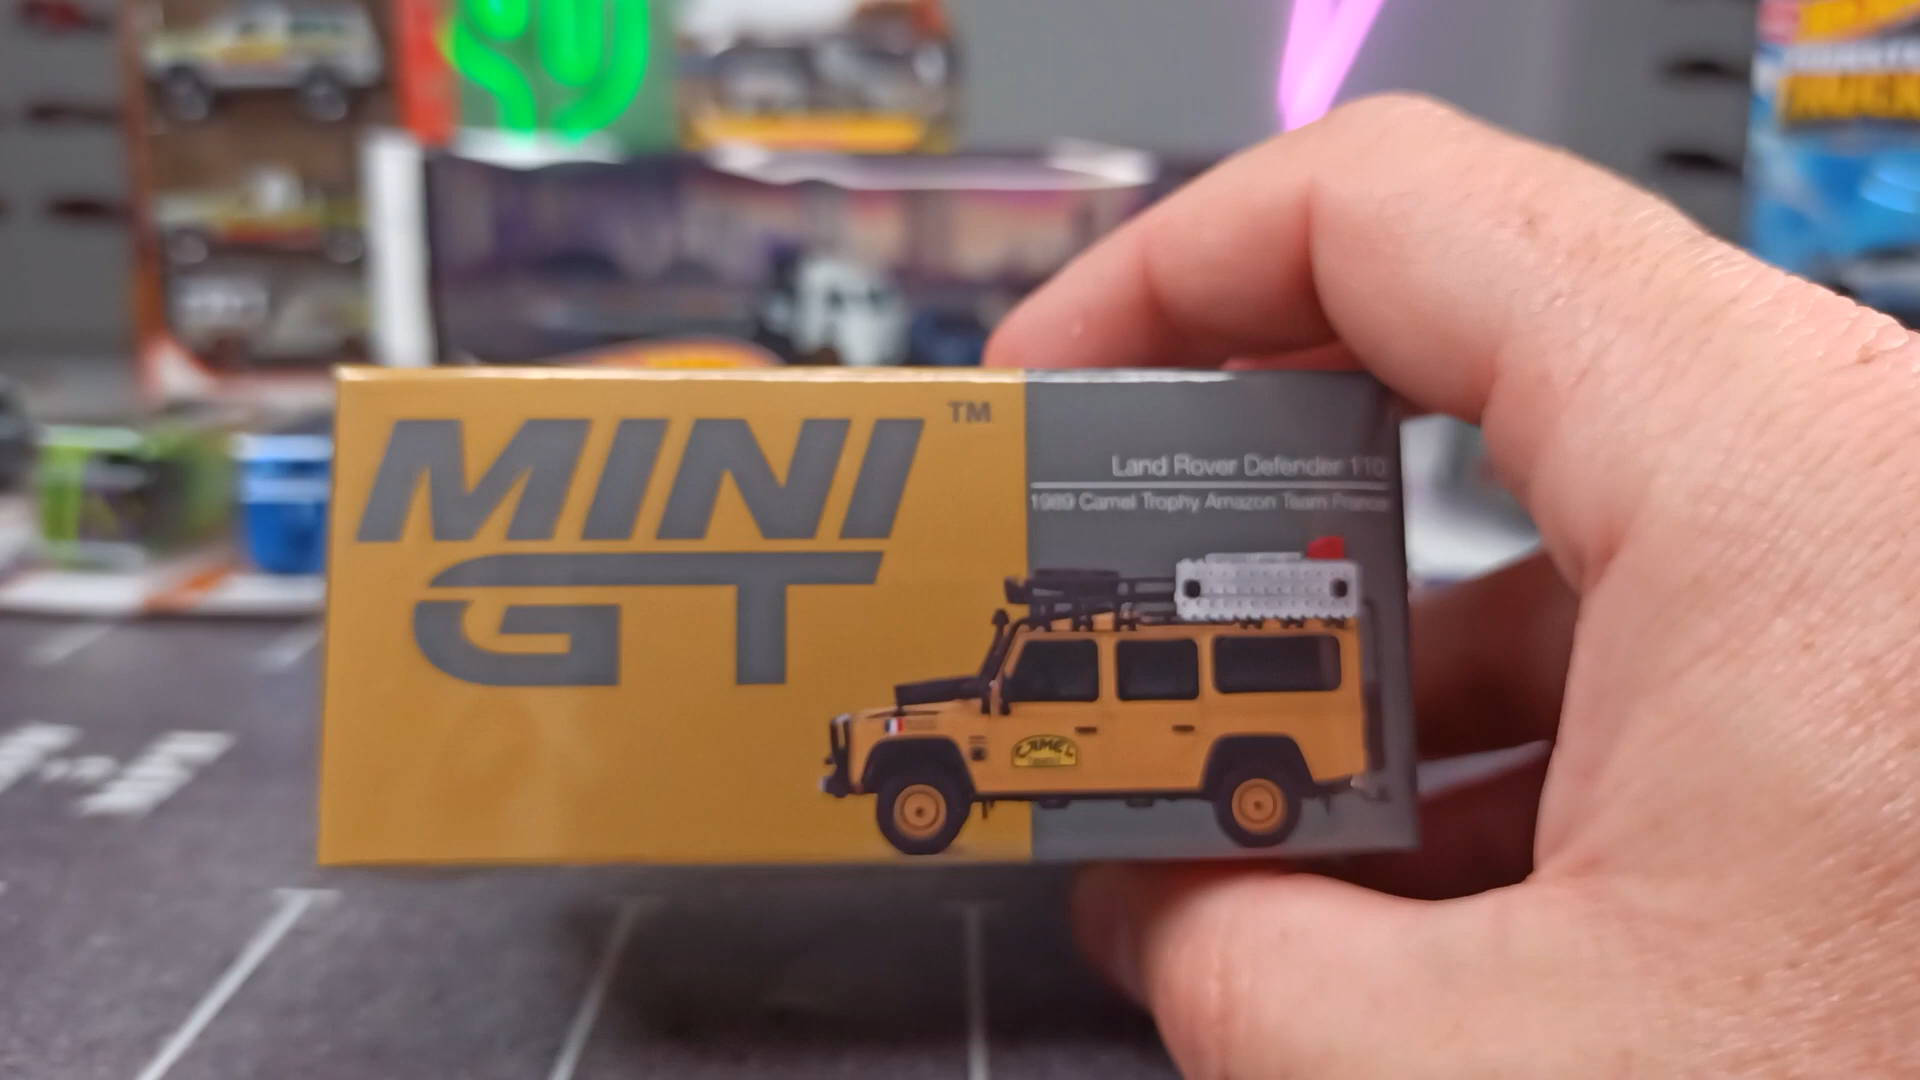 MINI
GT
TM
Land Rover Defender 110
1989 Camel Trophy Amazon Team France
CAMEL